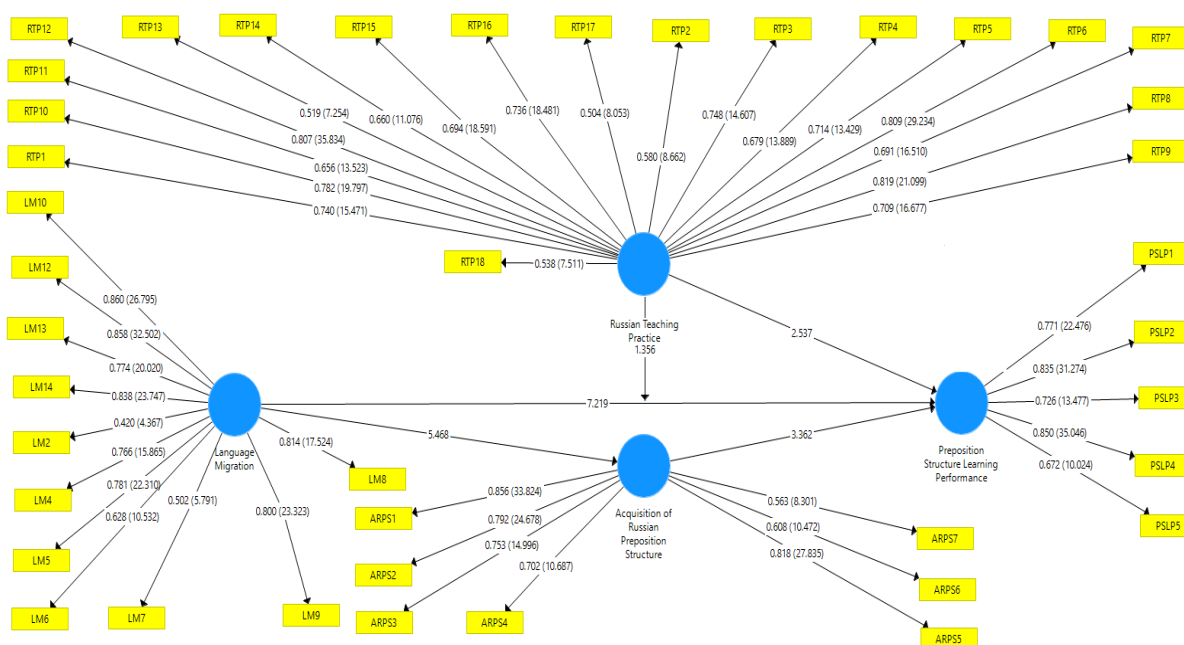 RTP12
RTP13
RTP14
RTP15
RTP16
RTP17
RTP2
RTP3
RTP4
RTP5
RTP6
RTP7
RTP11
RTP10
RTP1
RTP8
RTP9
0.519 (7.254)
0.660 (11.076)
0.694 (18.591)
0.736 (18.481)
0.504 (8.053)
0.580 (8.662)
0.748 (14.607)
0.679 (13.889)
0.714 (13.429)
0.809 (29.234)
0.807 (35.834)
0.691 (16.510)
0.656 (13.523)
0.819 (21.099)
0.782 (19.797)
0.709 (16.677)
0.740 (15.471)
RTP18
0.538 (7.511)
Russian Teaching
Practice
1.356
2.537
LM10
LM12
LM13
LM14
LM2
LM4
LM5
LM6
LM7
LM9
LM8
0.860 (26.795)
0.858 (32.502)
0.774 (20.020)
0.838 (23.747)
0.420 (4.367)
0.766 (15.865)
0.781 (22.310)
0.628 (10.532)
0.502 (5.791)
0.800 (23.323)
0.814 (17.524)
Language
Migration
7.219
5.468
3.362
ARPS1
ARPS2
ARPS3
ARPS4
ARPS7
ARPS6
ARPS5
0.856 (33.824)
0.792 (24.678)
0.753 (14.996)
0.702 (10.687)
0.563 (8.301)
0.608 (10.472)
0.818 (27.835)
Acquisition of
Russian
Preposition
Structure
Preposition
Structure Learning
Performance
PSLP1
PSLP2
PSLP3
PSLP4
PSLP5
0.771 (22.476)
0.835 (31.274)
0.726 (13.477)
0.850 (35.046)
0.672 (10.024)